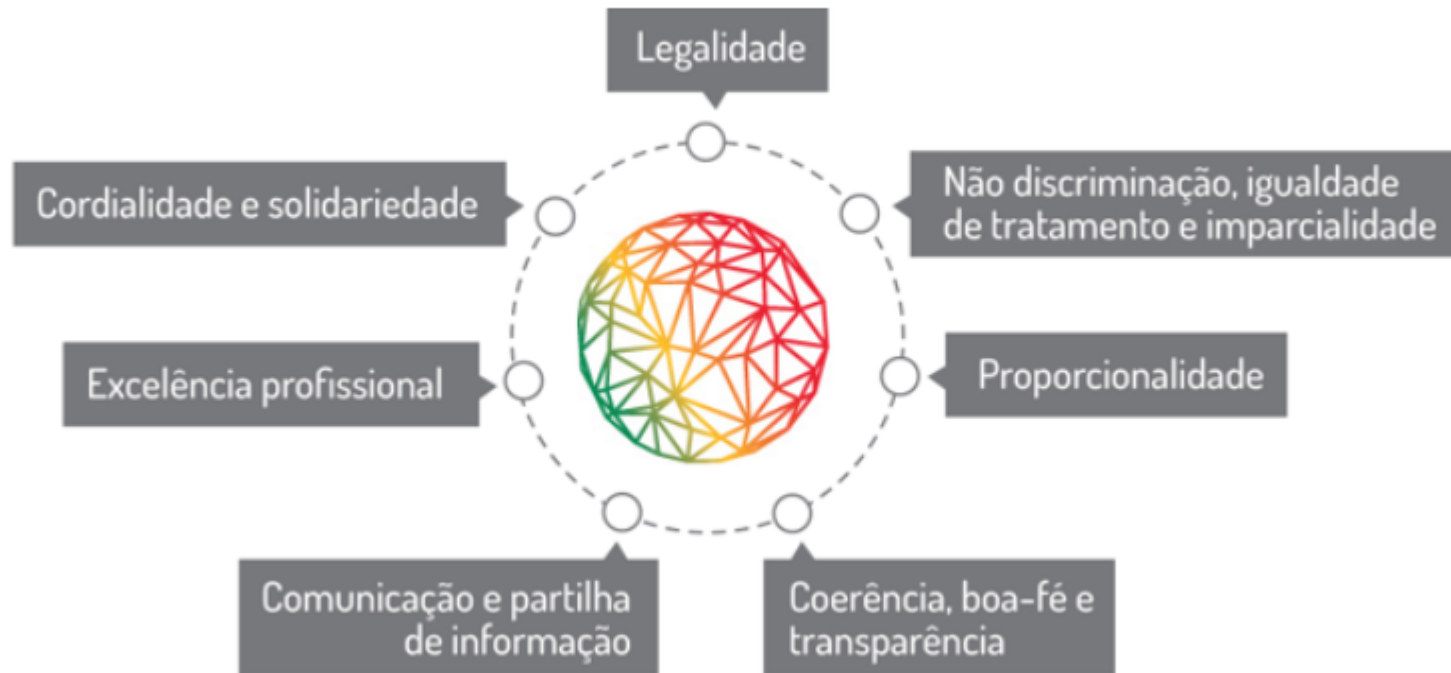 Legalidade
Cordialidade e solidariedade
Não discriminação, igualdade
de tratamento e imparcialidade
Excelência profissional
Proporcionalidade
Comunicação e partilha
de informação
Coerência, boa-fé e
transparência